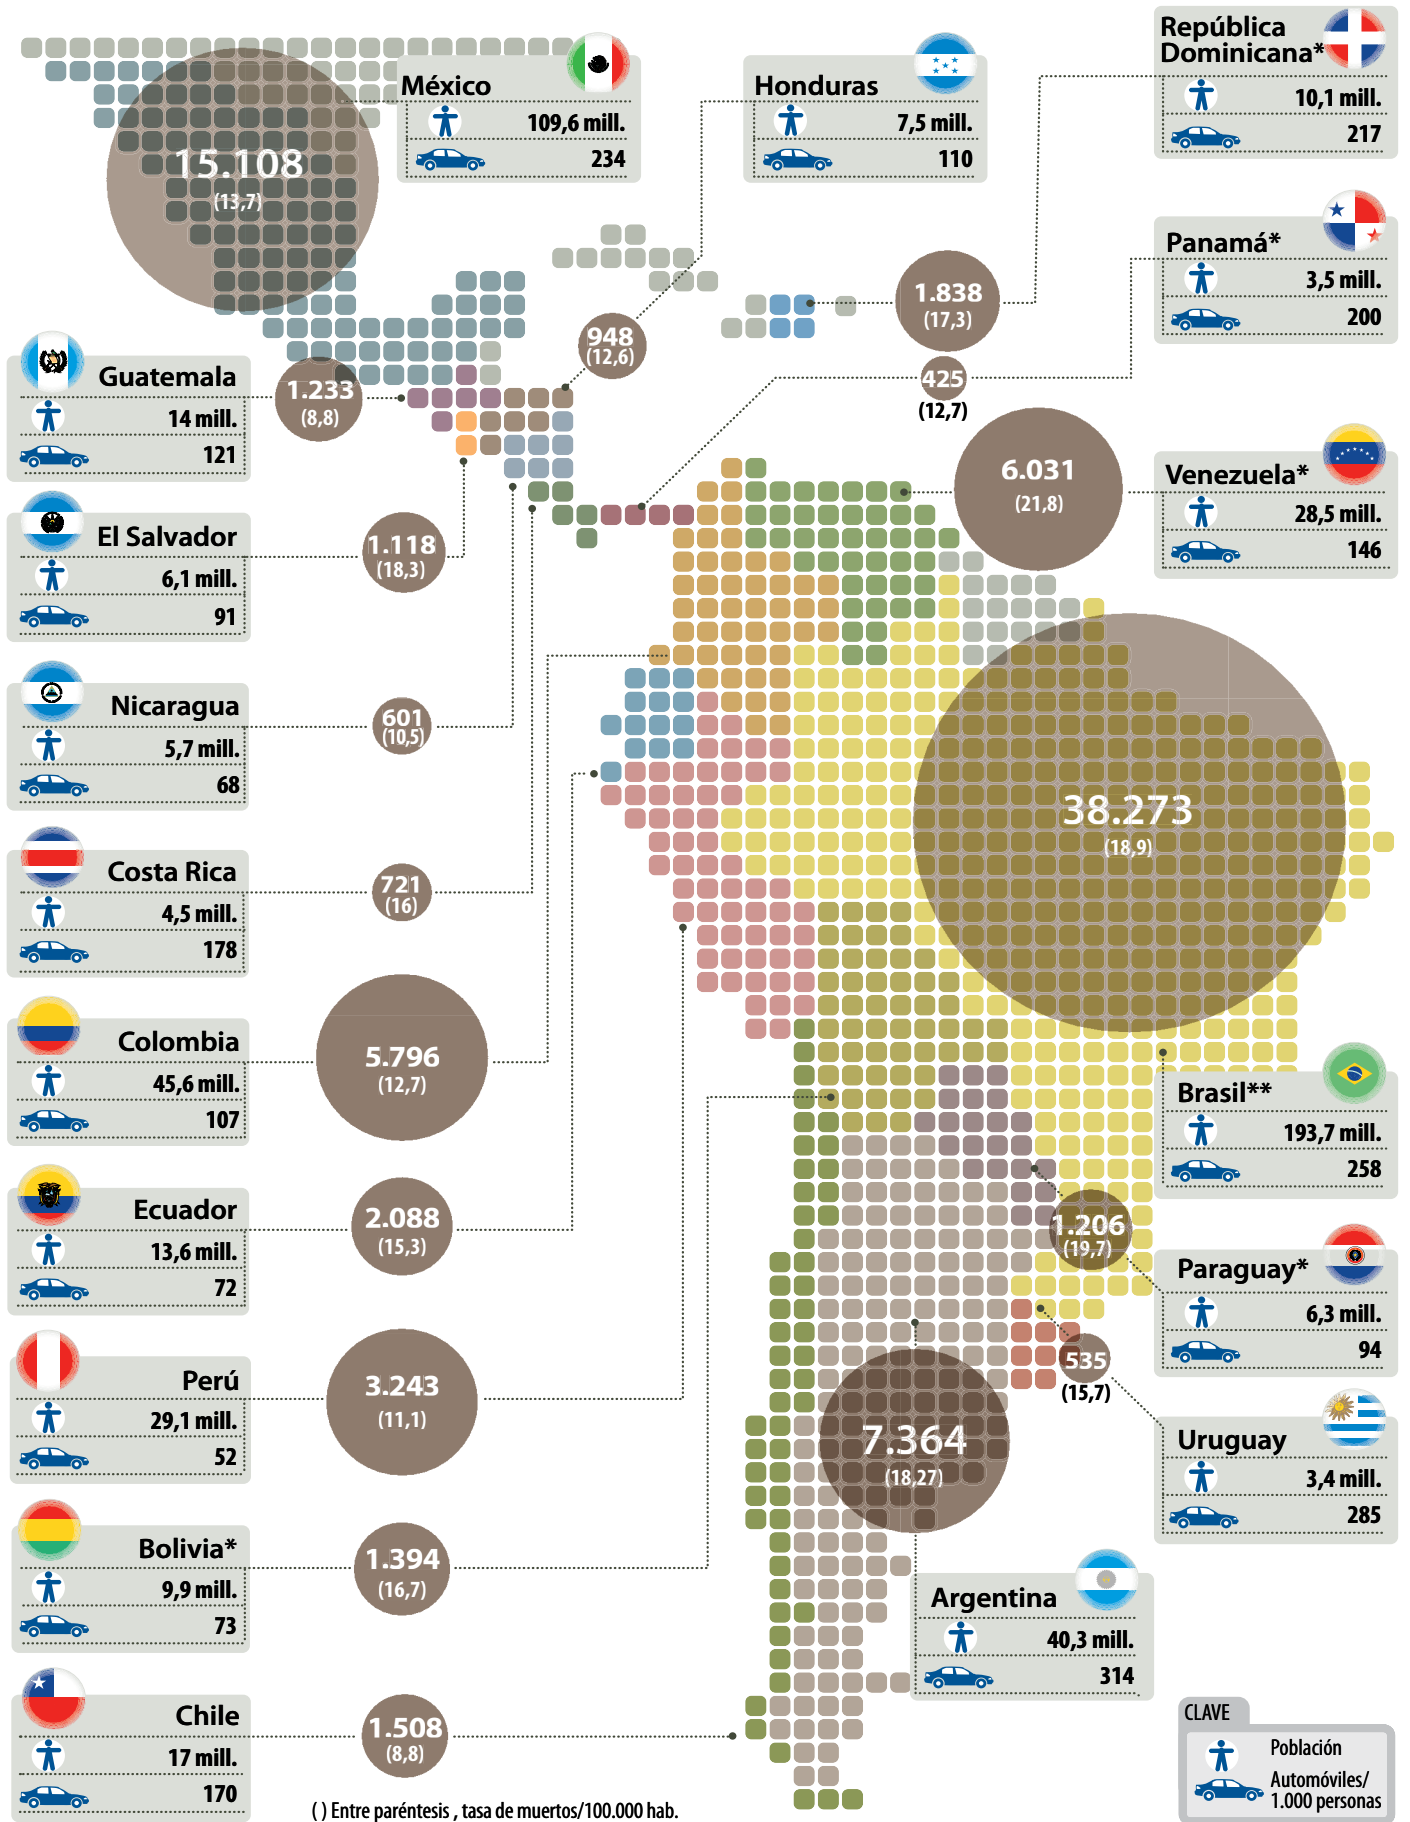 México
109,6 mill.
234
15.108
(13,7)
Honduras
7,5 mill.
110
948
(12,6)
República
Dominicana*
10,1 mill.
217
1.838
(17,3)
Panamá*
3,5 mill.
200
425
(12,7)
Guatemala
14 mill.
121
1.233
(8,8)
Venezuela*
28,5 mill.
146
6.031
(21,8)
El Salvador
6,1 mill.
91
1.118
(18,3)
Nicaragua
5,7 mill.
68
601
(10,5)
Costa Rica
4,5 mill.
178
721
(16)
Colombia
45,6 mill.
107
5.796
(12,7)
38.273
(18,9)
Brasil**
193,7 mill.
258
Ecuador
13,6 mill.
72
2.088
(15,3)
1.206
(19,7)
Paraguay*
6,3 mill.
94
Perú
29,1 mill.
52
3.243
(11,1)
535
(15,7)
Uruguay
3,4 mill.
285
7.364
(18,27)
Argentina
40,3 mill.
314
Bolivia*
9,9 mill.
73
1.394
(16,7)
Chile
17 mill.
170
1.508
(8,8)
( ) Entre paréntesis , tasa de muertos/100.000 hab.
CLAVE
Población
Automóviles/
1.000 personas